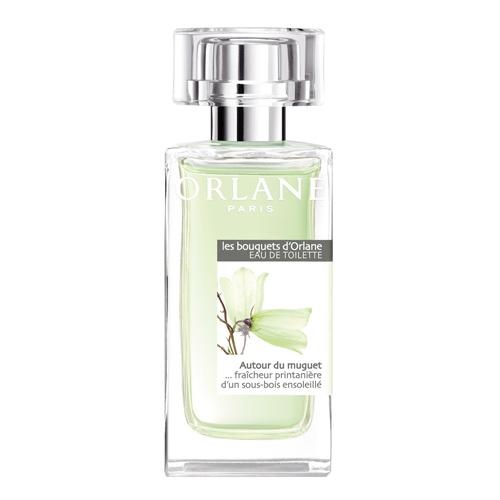 ORLANE
PARIS
les bouquets d'Orlane
EAU DE TOILETTE
Autour du muguet
... fraîcheur printanière
d'un sous-bois ensoleillé